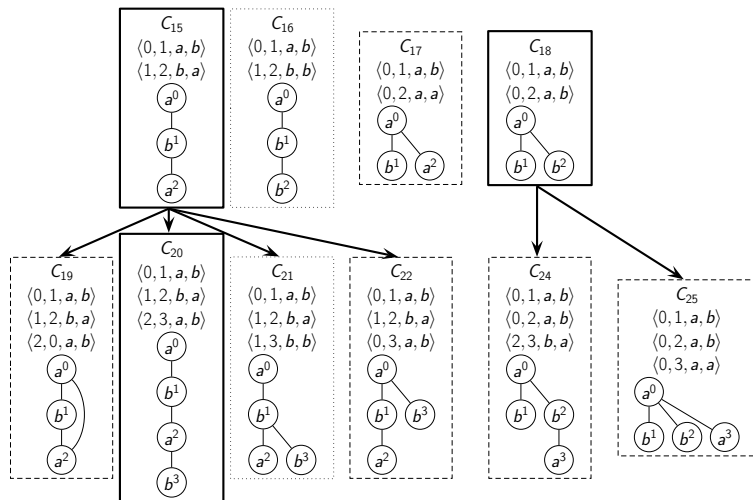 C₁₅
⟨0, 1, a, b⟩
⟨1, 2, b, a⟩
a⁰
b¹
a²
C₁₆
⟨0, 1, a, b⟩
⟨1, 2, b, b⟩
a⁰
b¹
b²
C₁₇
⟨0, 1, a, b⟩
⟨0, 2, a, a⟩
a⁰
b¹ a²
C₁₈
⟨0, 1, a, b⟩
⟨0, 2, a, b⟩
a⁰
b¹ b²
C₁₉
⟨0, 1, a, b⟩
⟨1, 2, b, a⟩
⟨2, 0, a, b⟩
a⁰
b¹
a²
C₂₀
⟨0, 1, a, b⟩
⟨1, 2, b, a⟩
⟨2, 3, a, b⟩
a⁰
b¹
a²
b³
C₂₁
⟨0, 1, a, b⟩
⟨1, 2, b, a⟩
⟨1, 3, b, b⟩
a⁰
b¹
a² b³
C₂₂
⟨0, 1, a, b⟩
⟨1, 2, b, a⟩
⟨0, 3, a, b⟩
a⁰
b¹ b³
a²
C₂₄
⟨0, 1, a, b⟩
⟨0, 2, a, b⟩
⟨2, 3, b, a⟩
a⁰
b¹ b²
a³
C₂₅
⟨0, 1, a, b⟩
⟨0, 2, a, b⟩
⟨0, 3, a, a⟩
a⁰
b¹ b² a³